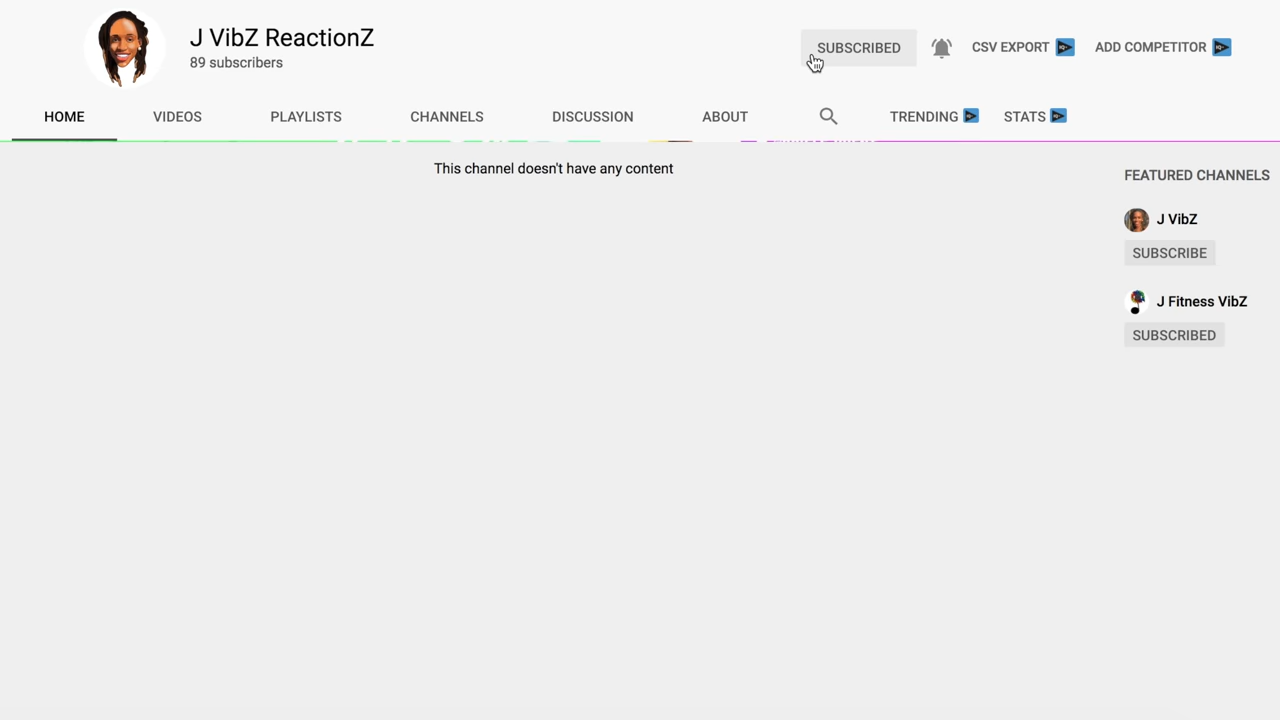 J VibZ ReactionZ
89 subscribers
SUBSCRIBED
CSV EXPORT
ADD COMPETITOR
HOME
VIDEOS
PLAYLISTS
CHANNELS
DISCUSSION
ABOUT
TRENDING
STATS
This channel doesn't have any content
FEATURED CHANNELS
J VibZ
SUBSCRIBE
J Fitness VibZ
SUBSCRIBED